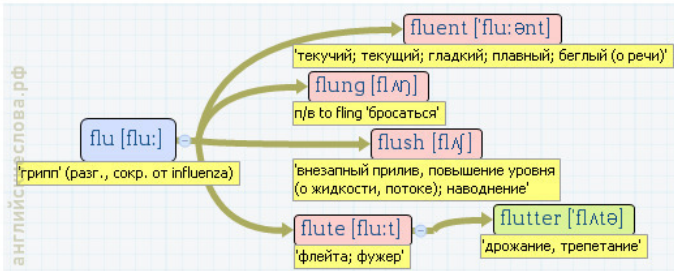 fluent ['flu:ənt]
'текучий; текущий; гладкий; плавный; беглый (о речи)'
flung [flʌŋ]
п/в to fling 'бросаться'
flu [flu:]
'грипп' (разг., сокр. от influenza)
flush [flʌʃ]
'внезапный прилив, повышение уровня
(о жидкости, потоке); наводнение'
flute [flu:t]
'флейта; фужер'
flutter ['flʌtə]
'дрожание, трепетание'
английскиеслова.рф